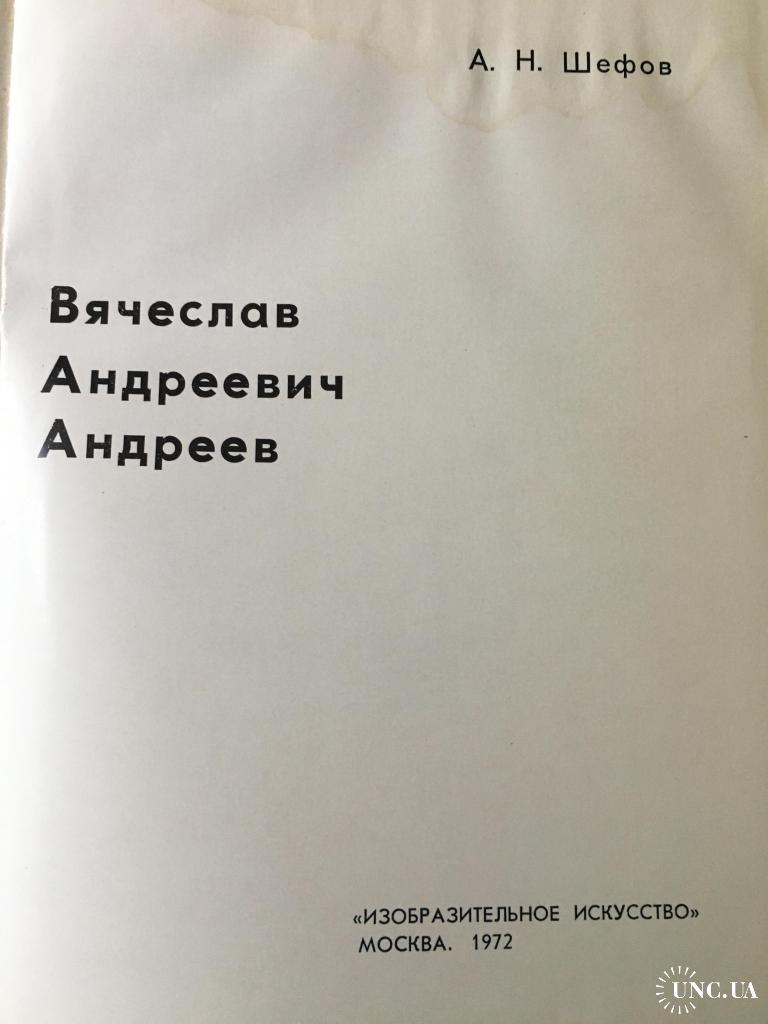 А. Н. Шефов
Вячеслав
Андреевич
Андреев
«ИЗОБРАЗИТЕЛЬНОЕ ИСКУССТВО»
МОСКВА. 1972
UNC.UA